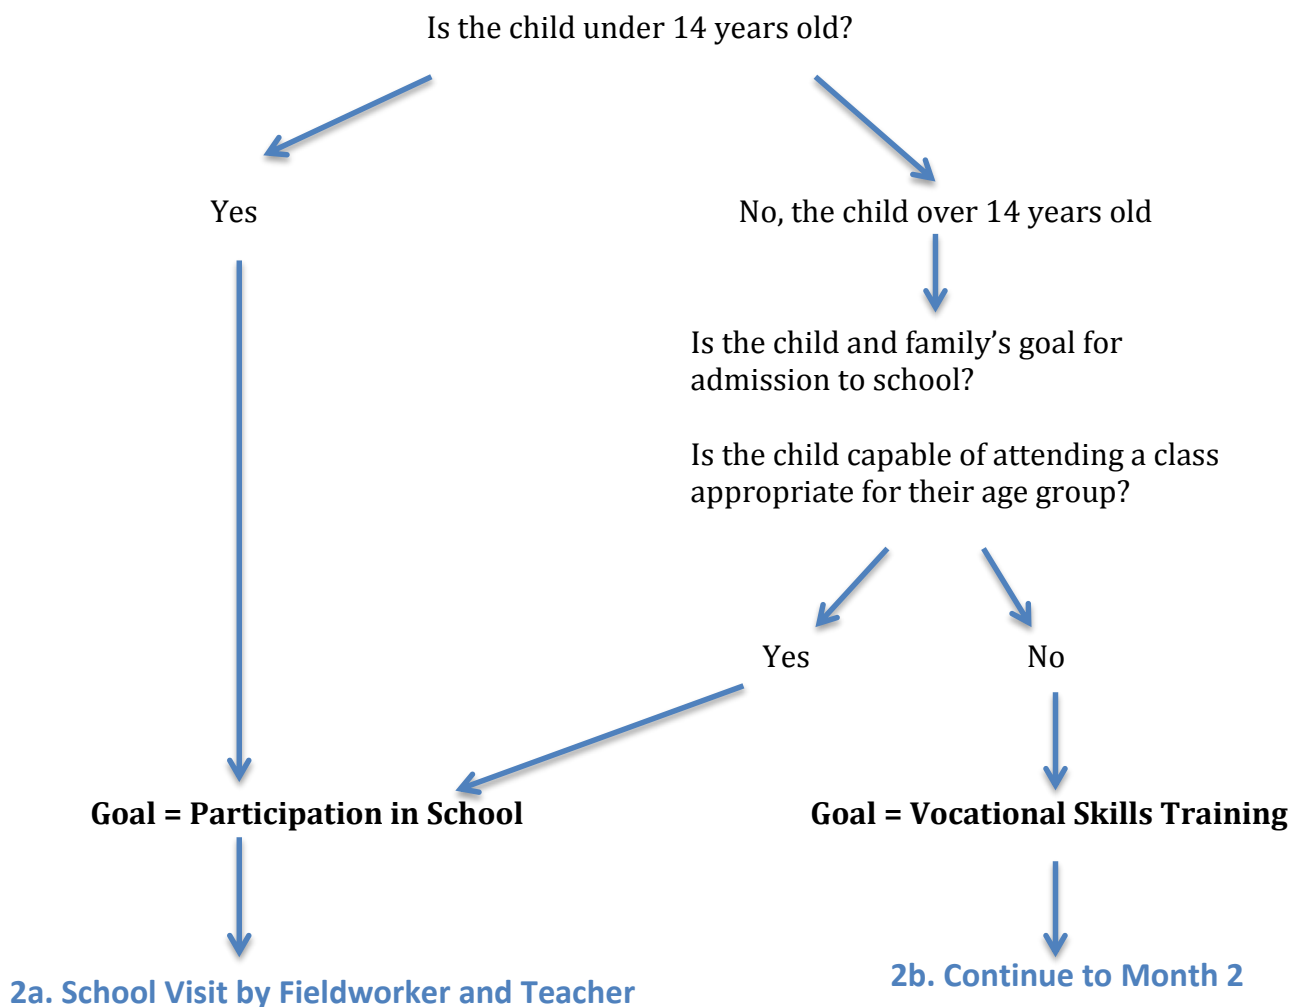 Is the child under 14 years old?
Yes
No, the child over 14 years old
Is the child and family’s goal for
admission to school?
Is the child capable of attending a class
appropriate for their age group?
Yes
No
Goal = Participation in School
Goal = Vocational Skills Training
2a. School Visit by Fieldworker and Teacher
2b. Continue to Month 2